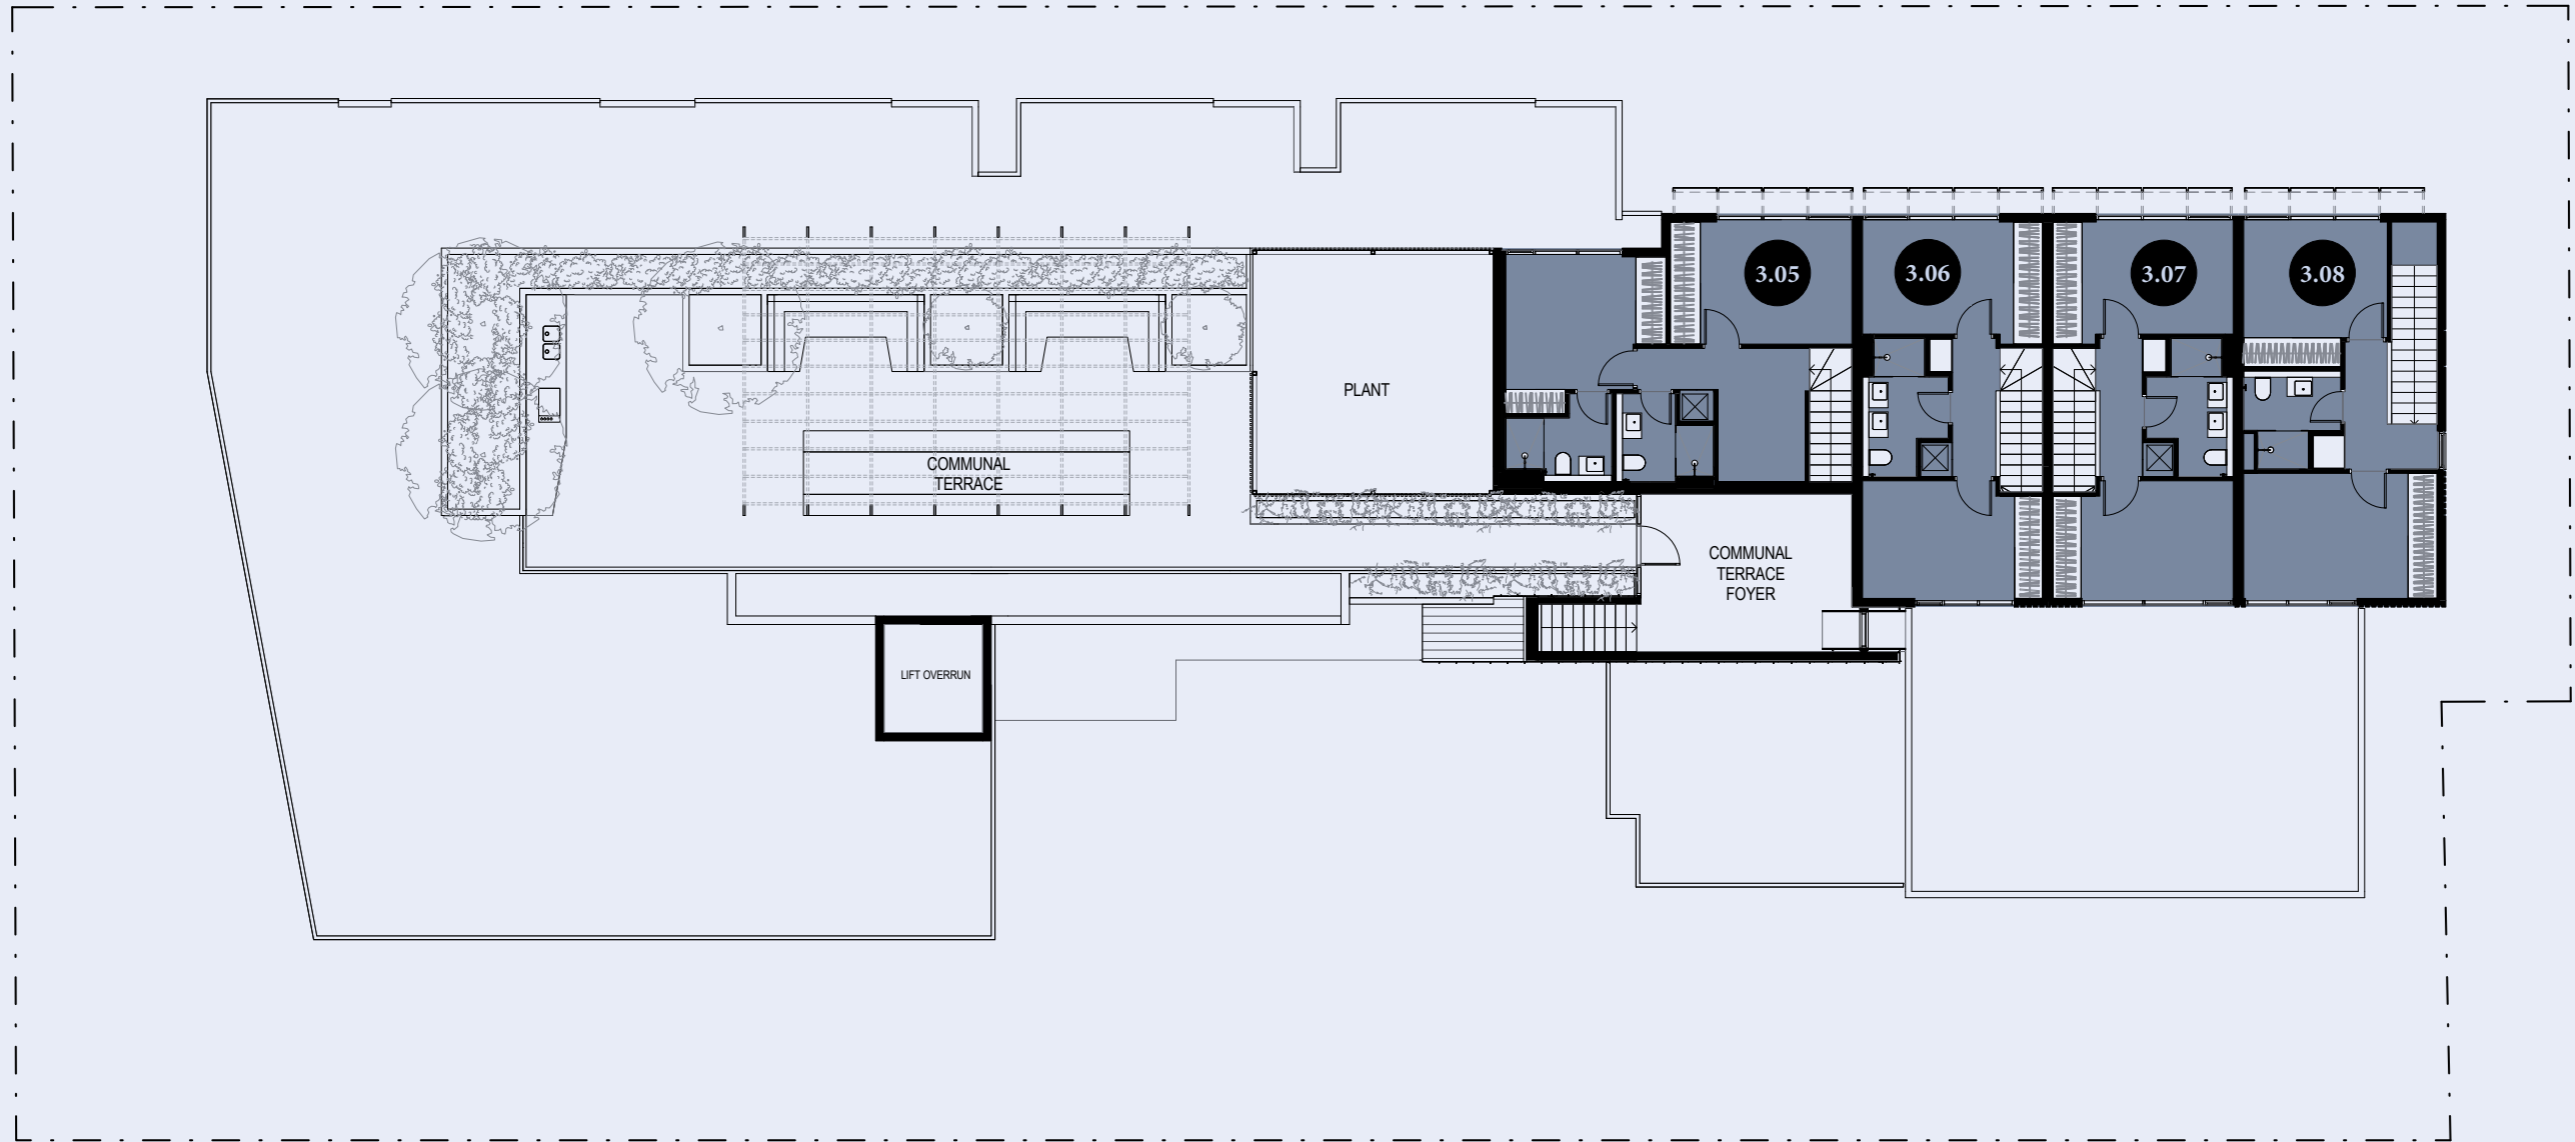 3.05
3.06
3.07
3.08
PLANT
COMMUNAL
TERRACE
COMMUNAL
TERRACE
FOYER
LIFT OVERRUN